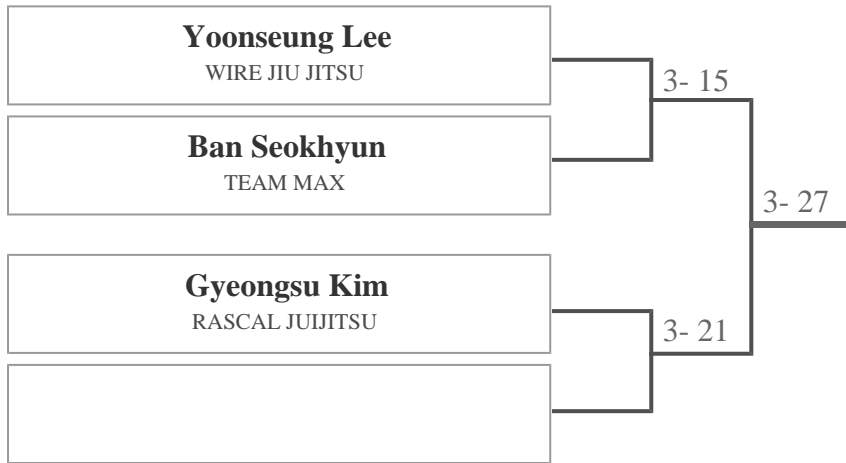 Yoonseung Lee
WIRE JIU JITSU
3- 15
Ban Seokhyun
TEAM MAX
3- 27
Gyeongsu Kim
RASCAL JUIJITSU
3- 21